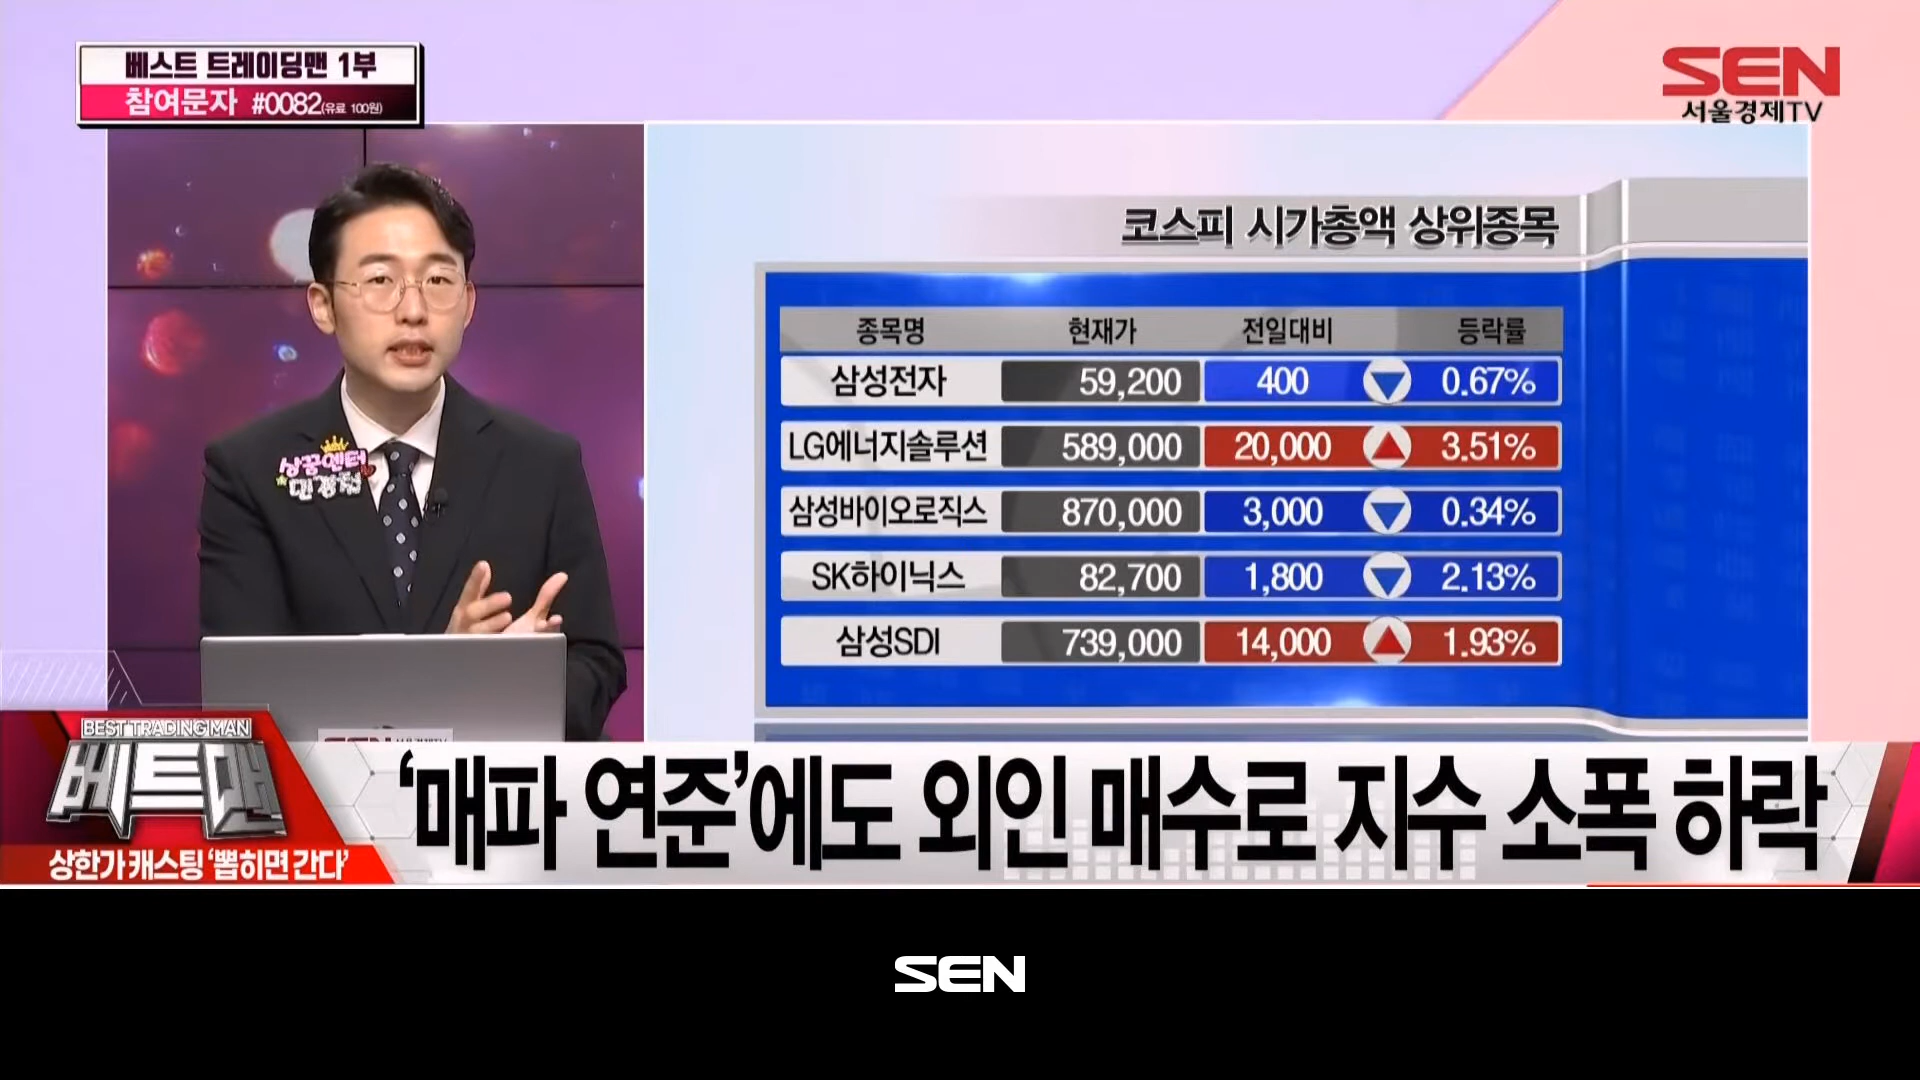 베스트 트레이딩맨 1부
참여문자 #0082(유료 100원)
SEN
서울경제TV
코스피 시가총액 상위종목
종목명 현재가 전일대비 등락률
삼성전자 59,200 400 ▼ 0.67%
LG에너지솔루션 589,000 20,000 ▲ 3.51%
삼성바이오로직스 870,000 3,000 ▼ 0.34%
SK하이닉스 82,700 1,800 ▼ 2.13%
삼성SDI 739,000 14,000 ▲ 1.93%
상꿈엔터
BEST TRADING MAN
베트맨
상한가 캐스팅 ‘뽑히면 간다’
‘매파 연준’에도 외인 매수로 지수 소폭 하락
SEN